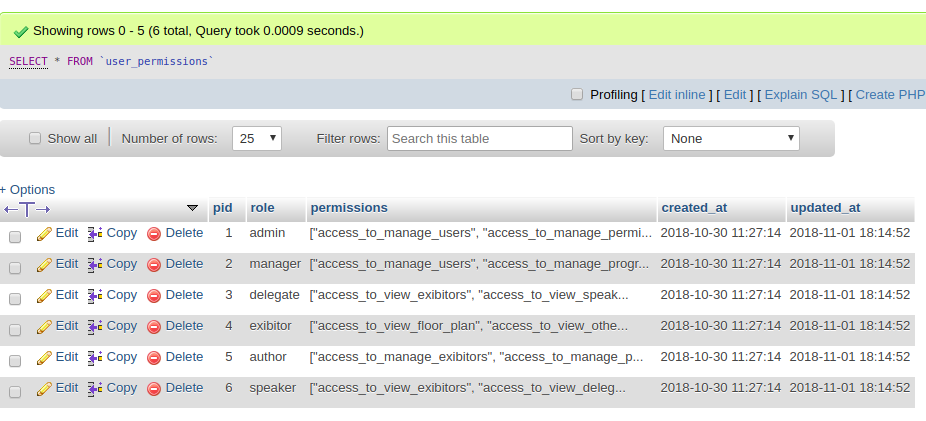 Showing rows 0 - 5 (6 total, Query took 0.0009 seconds.)
SELECT * FROM `user_permissions`
Profiling [ Edit inline ] [ Edit ] [ Explain SQL ] [ Create PHP
Show all Number of rows: 25 Filter rows: Search this table Sort by key: None
+ Options
pid role permissions created_at updated_at
Edit Copy Delete 1 admin ["access_to_manage_users", "access_to_manage_permi... 2018-10-30 11:27:14 2018-11-01 18:14:52
Edit Copy Delete 2 manager ["access_to_manage_users", "access_to_manage_progr... 2018-10-30 11:27:14 2018-11-01 18:14:52
Edit Copy Delete 3 delegate ["access_to_view_exibitors", "access_to_view_speak... 2018-10-30 11:27:14 2018-11-01 18:14:52
Edit Copy Delete 4 exibitor ["access_to_view_floor_plan", "access_to_view_othe... 2018-10-30 11:27:14 2018-11-01 18:14:52
Edit Copy Delete 5 author ["access_to_manage_exibitors", "access_to_manage_p... 2018-10-30 11:27:14 2018-11-01 18:14:52
Edit Copy Delete 6 speaker ["access_to_view_exibitors", "access_to_view_deleg... 2018-10-30 11:27:14 2018-11-01 18:14:52